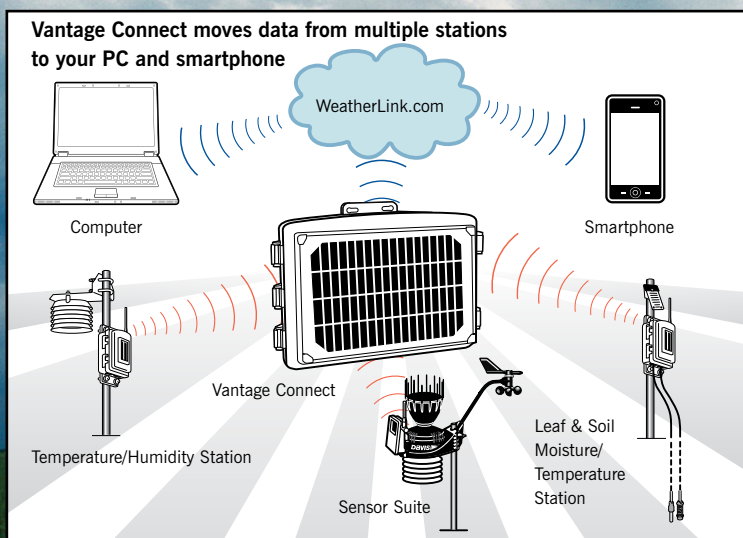 Vantage Connect moves data from multiple stations
to your PC and smartphone
WeatherLink.com
Computer
Smartphone
Vantage Connect
Temperature/Humidity Station
DAVIS
Sensor Suite
Leaf & Soil
Moisture/
Temperature
Station